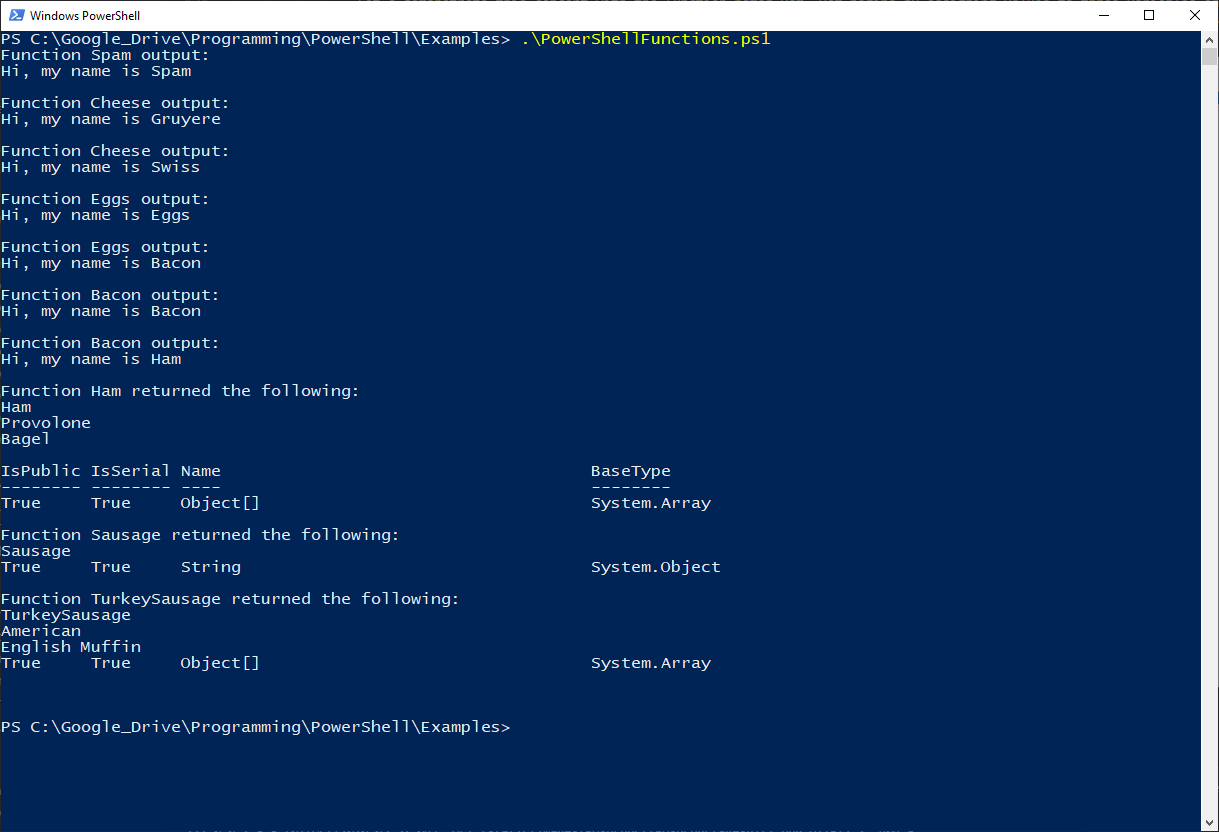 Windows PowerShell
PS C:\Google_Drive\Programming\PowerShell\Examples> .\PowerShellFunctions.ps1
Function Spam output:
Hi, my name is Spam
Function Cheese output:
Hi, my name is Gruyere
Function Cheese output:
Hi, my name is Swiss
Function Eggs output:
Hi, my name is Eggs
Function Eggs output:
Hi, my name is Bacon
Function Bacon output:
Hi, my name is Bacon
Function Bacon output:
Hi, my name is Ham
Function Ham returned the following:
Ham
Provolone
Bagel
IsPublic IsSerial Name                                     BaseType
-------- -------- ----                                     --------
True     True     Object[]                                 System.Array
Function Sausage returned the following:
Sausage
True     True     String                                   System.Object
Function TurkeySausage returned the following:
TurkeySausage
American
English Muffin
True     True     Object[]                                 System.Array
PS C:\Google_Drive\Programming\PowerShell\Examples>